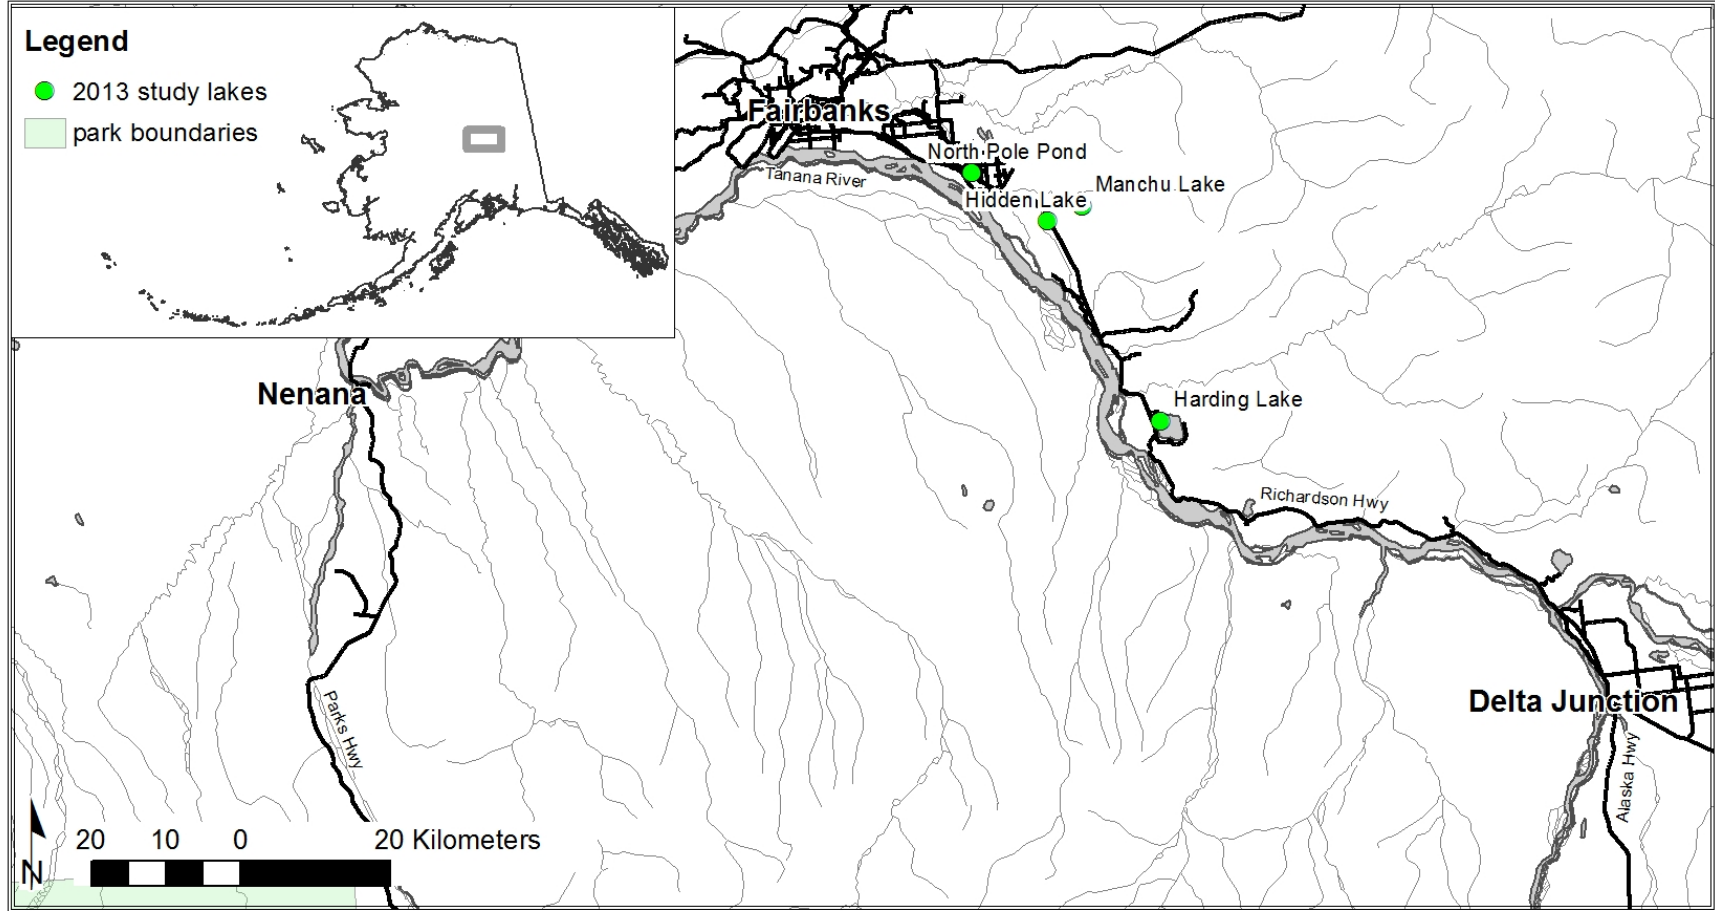 Legend
2013 study lakes
park boundaries
Fairbanks
North Pole Pond
Tanana River
Manchu Lake
Hidden Lake
Nenana
Harding Lake
Richardson Hwy
Delta Junction
Parks Hwy
Alaska Hwy
20 10 0 20 Kilometers
N